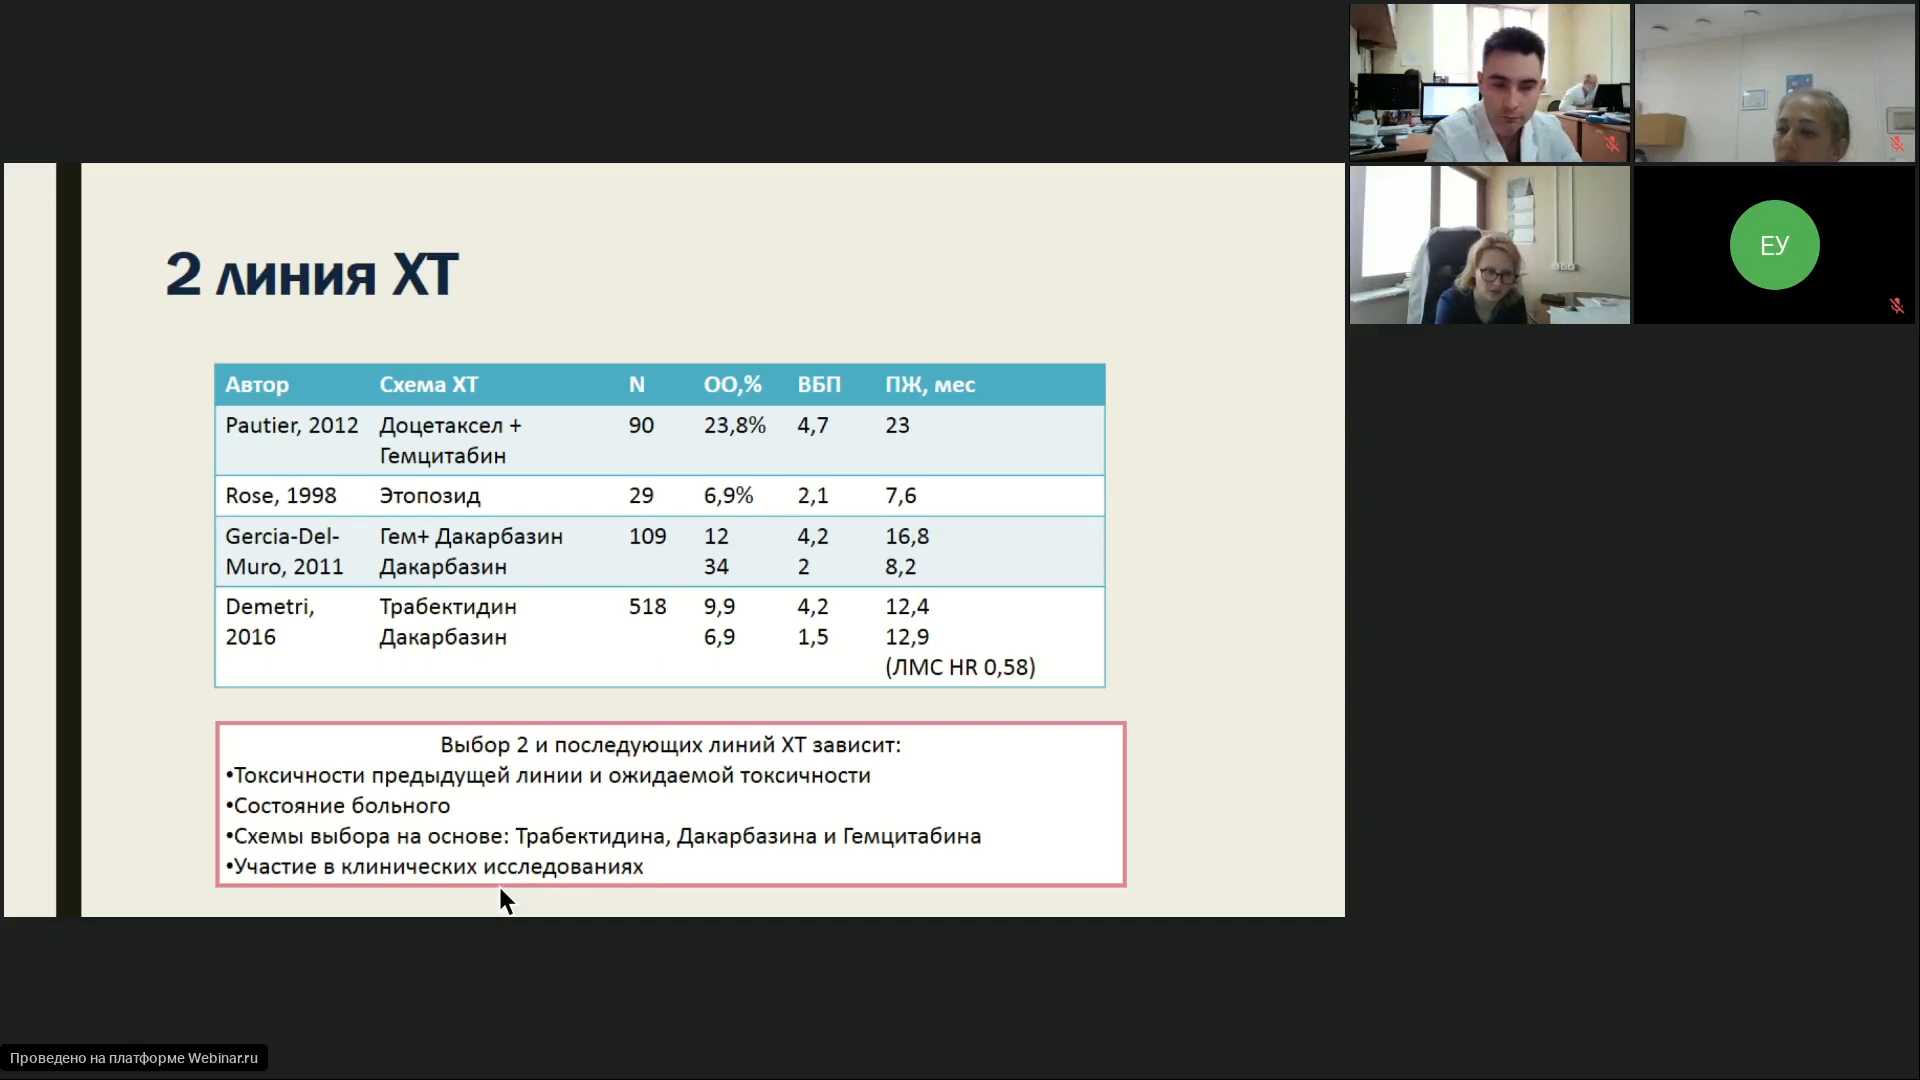 2 линия ХТ
Автор Схема ХТ N ОО,% ВБП ПЖ, мес
Pautier, 2012 Доцетаксел + 90 23,8% 4,7 23
Гемцитабин
Rose, 1998 Этопозид 29 6,9% 2,1 7,6
Gercia-Del- Гем+ Дакарбазин 109 12 4,2 16,8
Muro, 2011 Дакарбазин 34 2 8,2
Demetri, Трабектидин 518 9,9 4,2 12,4
2016 Дакарбазин 6,9 1,5 12,9
(ЛМС HR 0,58)
Выбор 2 и последующих линий ХТ зависит:
•Токсичности предыдущей линии и ожидаемой токсичности
•Состояние больного
•Схемы выбора на основе: Трабектидина, Дакарбазина и Гемцитабина
•Участие в клинических исследованиях
ЕУ
Проведено на платформе Webinar.ru